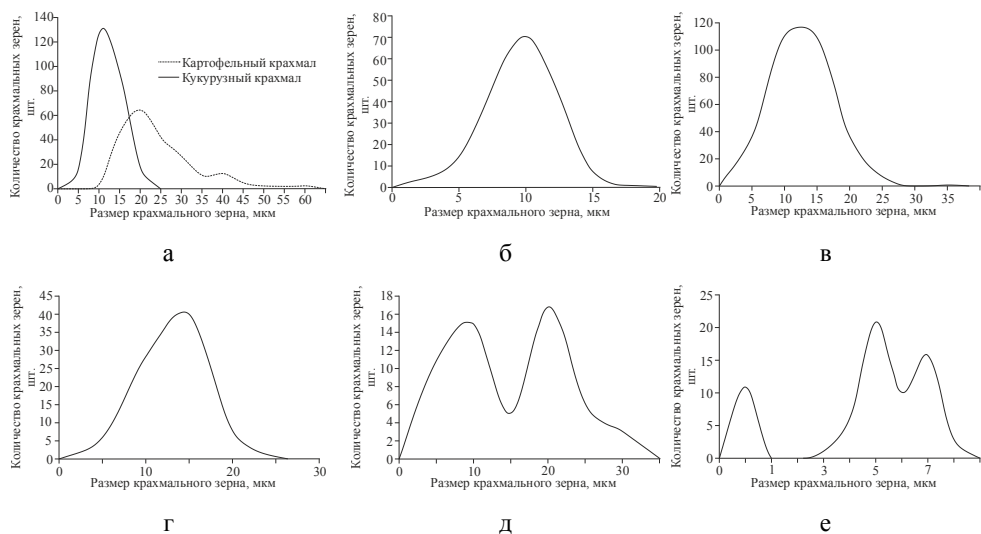 Количество крахмальных зерен,
шт.
140
120
100
80
60
40
20
0
0 5 10 15 20 25 30 35 40 45 50 55 60
Картофельный крахмал
Кукурузный крахмал
Размер крахмального зерна, мкм
а
Количество крахмальных зерен,
шт.
80
70
60
50
40
30
20
10
0
0 5 10 15 20
Размер крахмального зерна, мкм
б
Количество крахмальных зерен,
шт.
120
100
80
60
40
20
0
0 5 10 15 20 25 30 35
Размер крахмального зерна, мкм
в
Количество крахмальных зерен,
шт.
45
40
35
30
25
20
15
10
5
0
0 10 20 30
Размер крахмального зерна, мкм
г
Количество крахмальных зерен,
шт.
18
16
14
12
10
8
6
4
2
0
0 10 20 30
Размер крахмального зерна, мкм
д
Количество крахмальных зерен,
шт.
25
20
15
10
5
0
0 1 3 5 7
Размер крахмального зерна, мкм
е